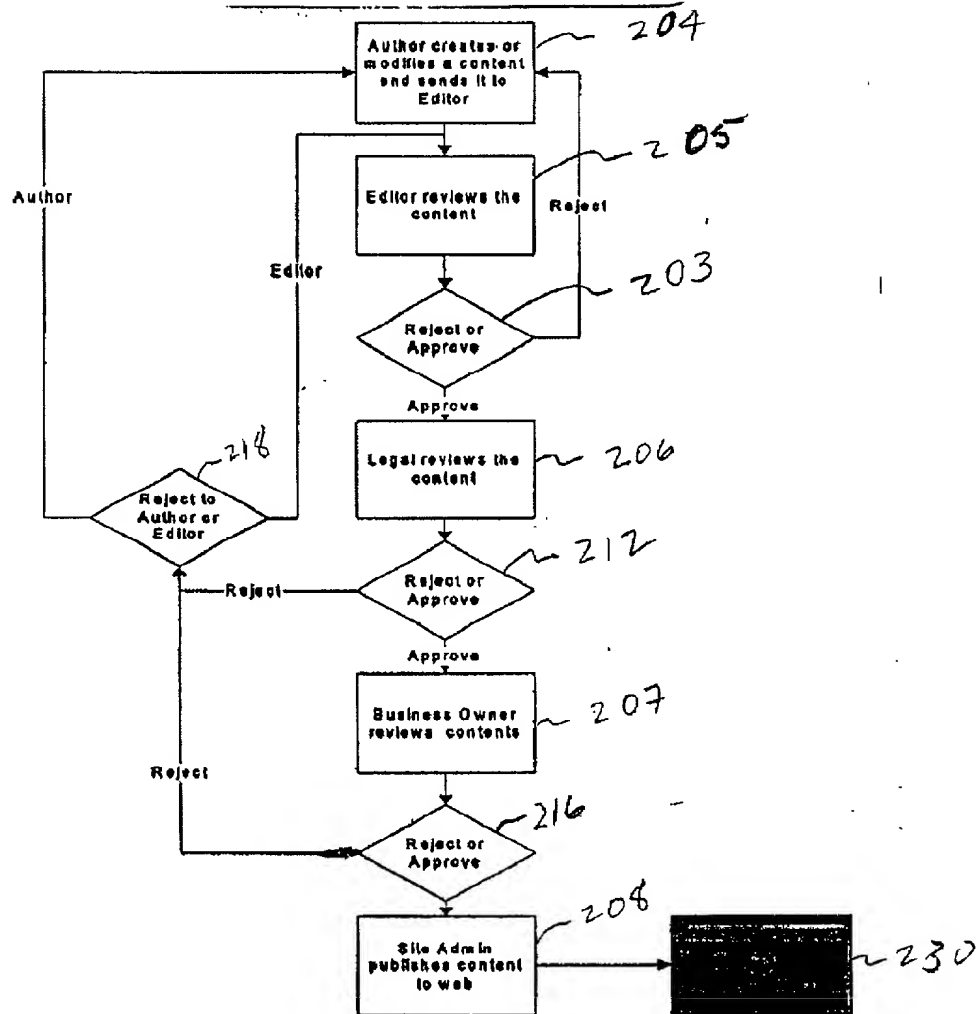 Author creates or
modifies a content
and sends it to
Editor
204
Editor reviews the
content
205
Author
Reject
Editor
Reject or
Approve
203
Approve
Legal reviews the
content
206
Reject to
Author or
Editor
218
Reject or
Approve
212
Reject
Approve
Business Owner
reviews contents
207
Reject
Reject or
Approve
216
Site Admin
publishes content
to web
208
230